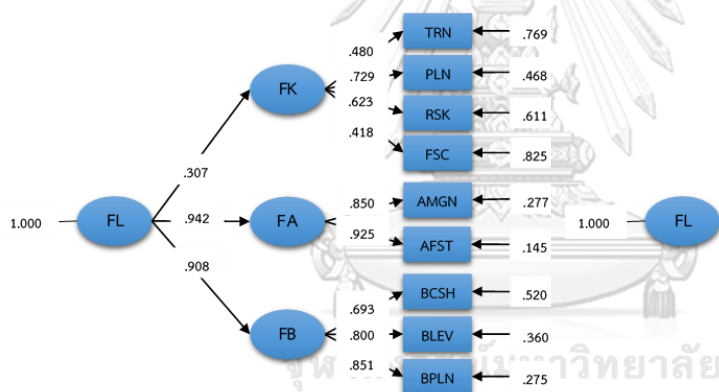 TRN
.769
.480
PLN
.468
.729
FK
.623
RSK
.611
.418
FSC
.825
.307
1.000
FL
.942
FA
.850
AMGN
.277
.925
AFST
.145
1.000
FL
.908
BCSH
.520
.693
FB
.800
BLEV
.360
.851
BPLN
.275